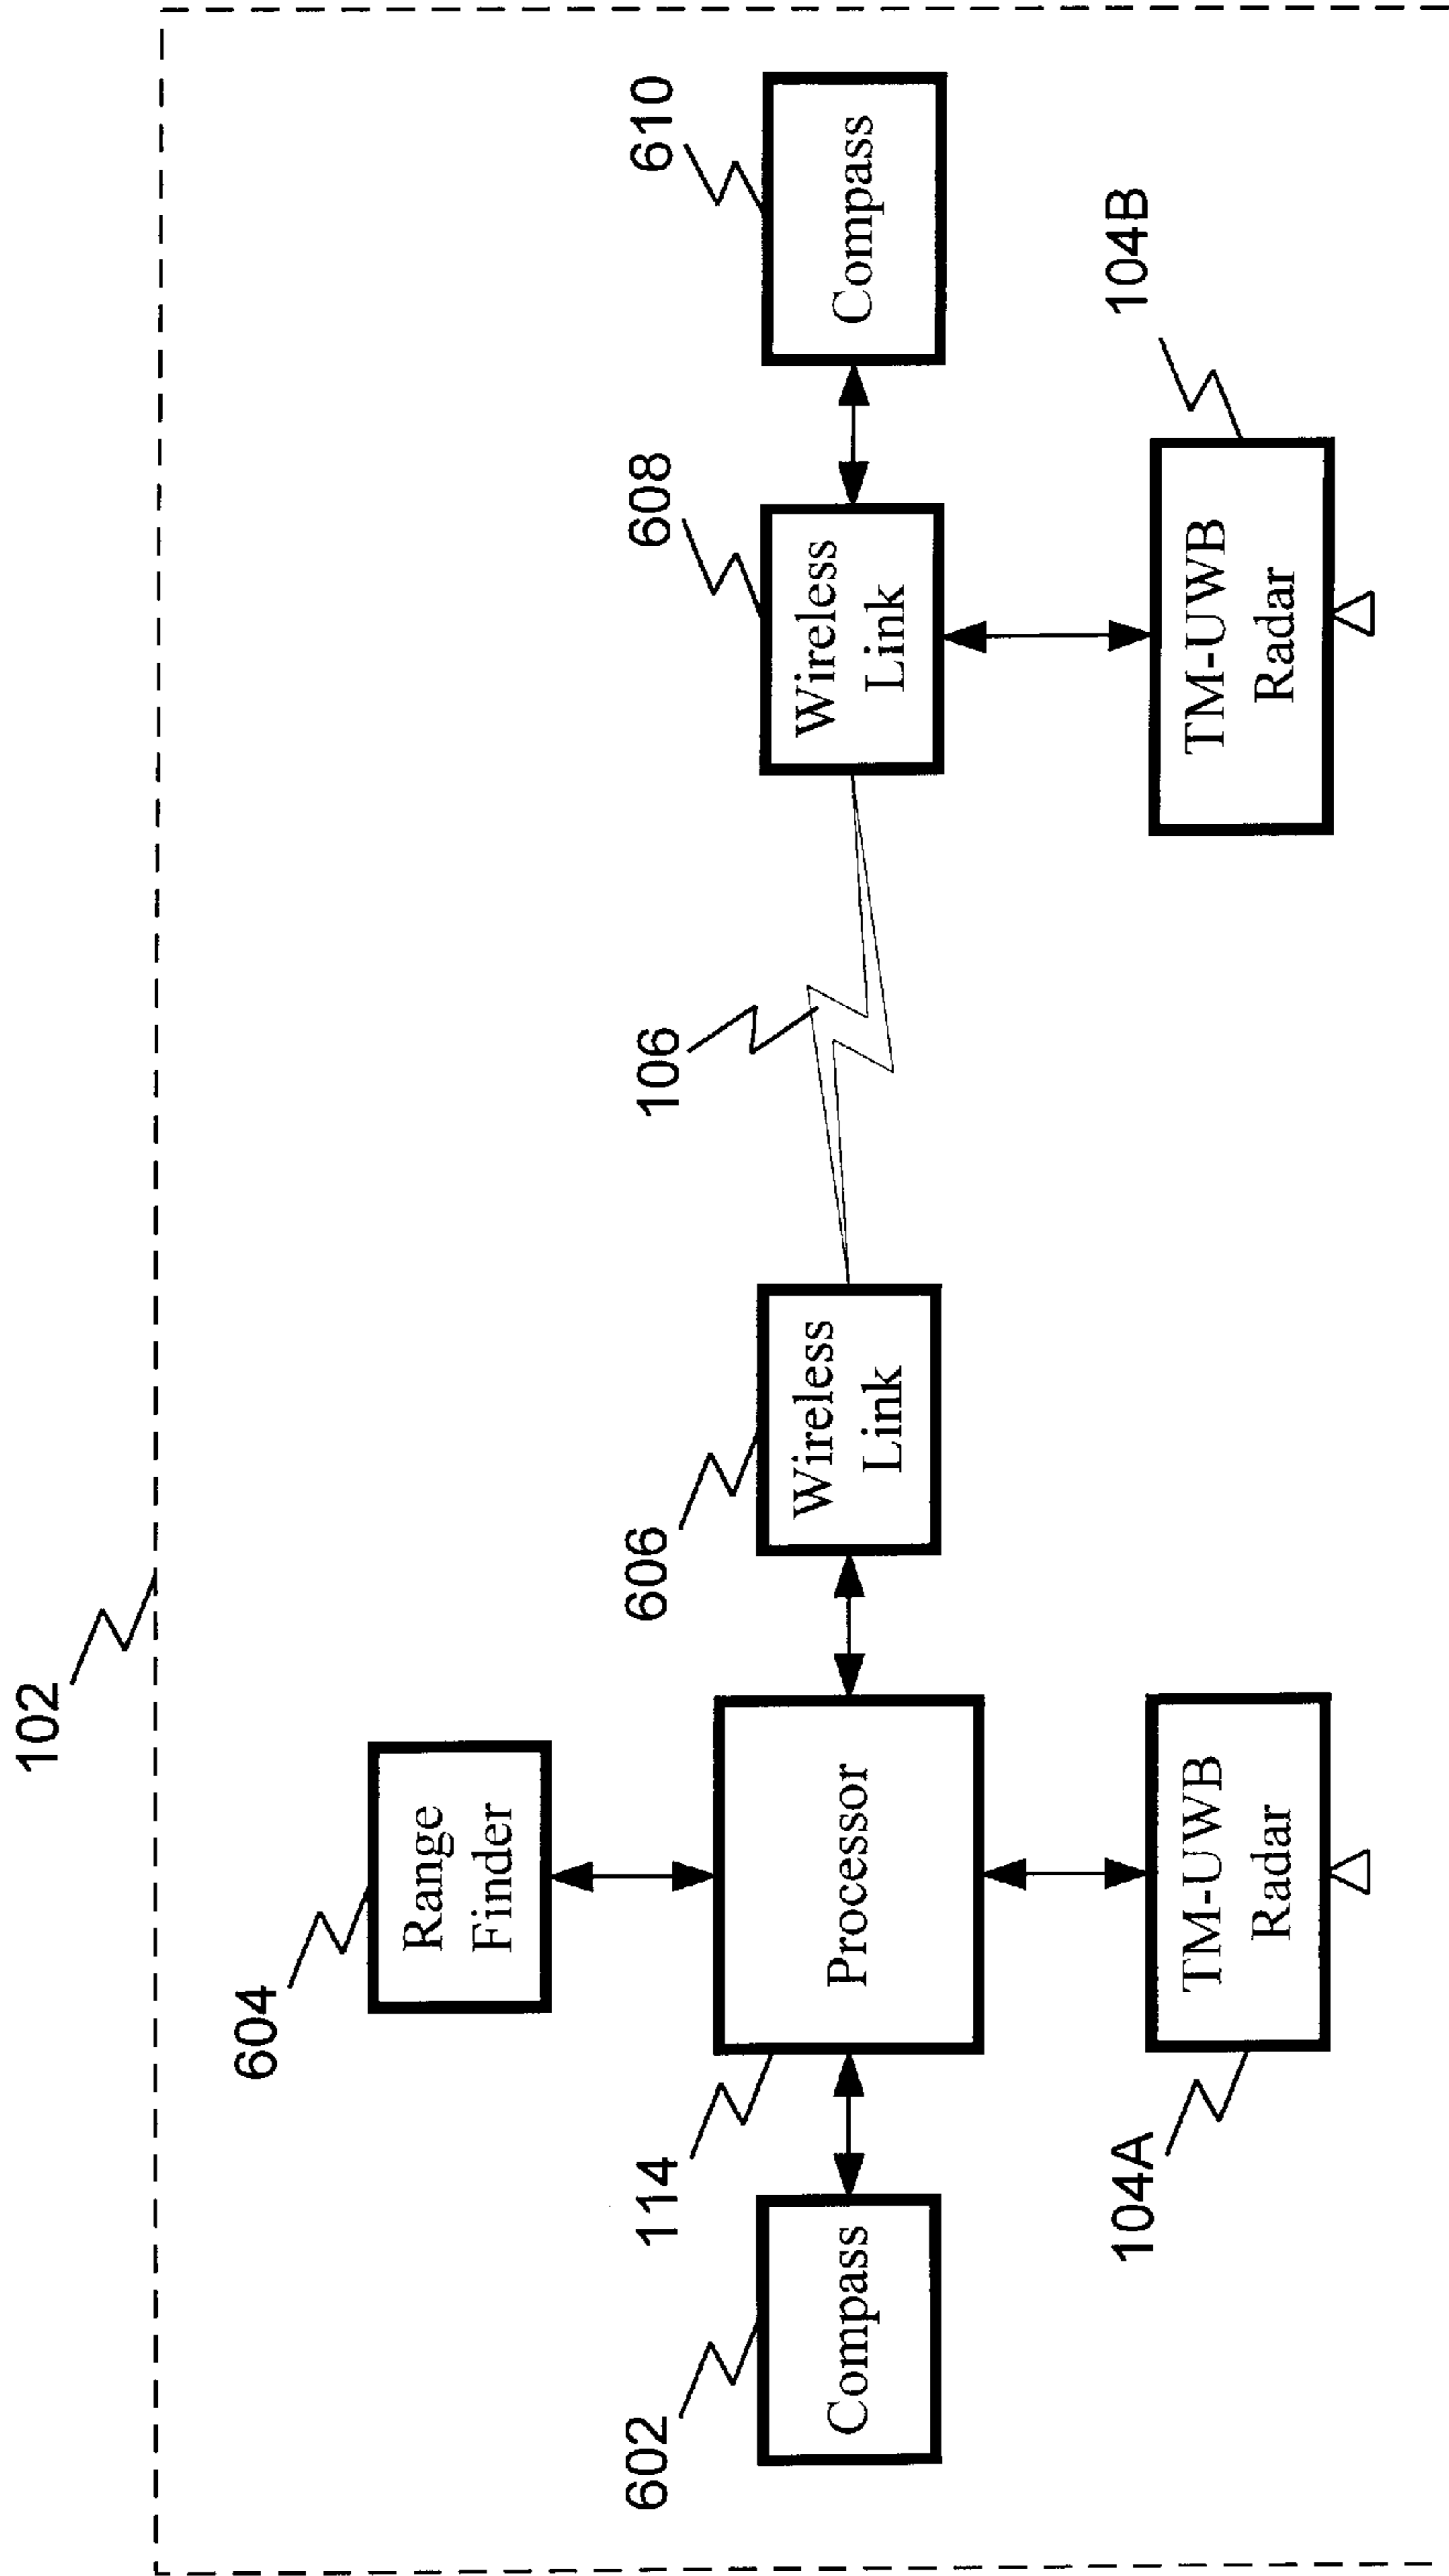 102
604
Range
Finder
602
114
606
106
608
610
Compass
Processor
Wireless
Link
Wireless
Link
Compass
104A
TM-UWB
Radar
104B
TM-UWB
Radar